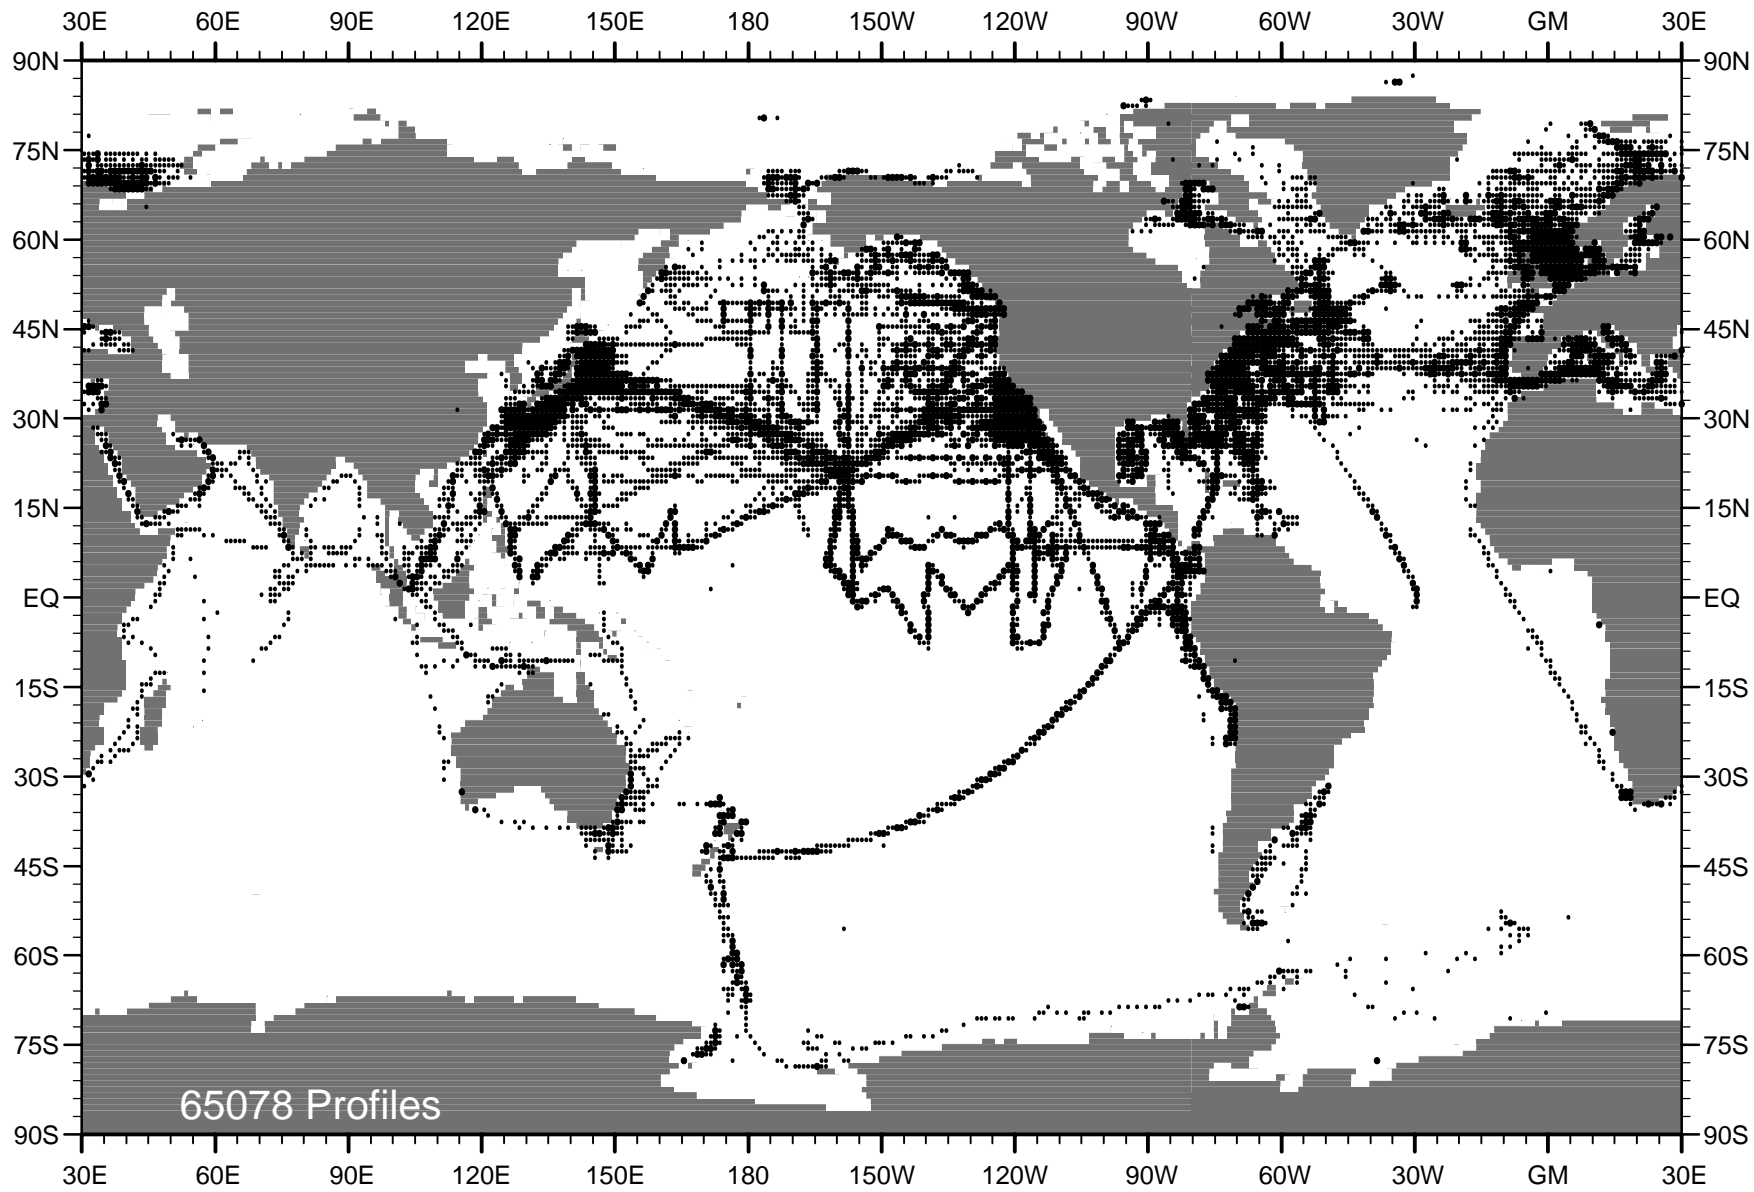 30E 60E 90E 120E 150E 180 150W 120W 90W 60W 30W GM 30E
90N 90N
75N 75N
60N 60N
45N 45N
30N 30N
15N 15N
EQ EQ
15S 15S
30S 30S
45S 45S
60S 60S
75S 75S
65078 Profiles
90S 90S
30E 60E 90E 120E 150E 180 150W 120W 90W 60W 30W GM 30E